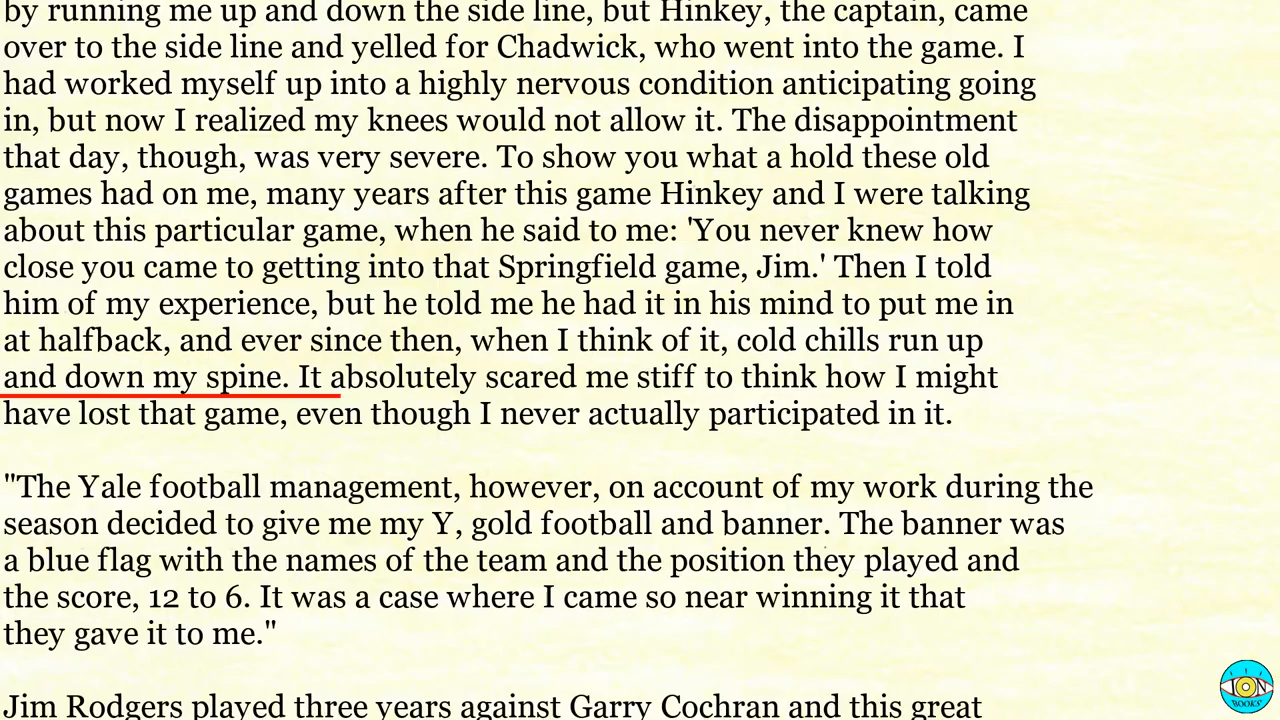 by running me up and down the side line, but Hinkey, the captain, came
over to the side line and yelled for Chadwick, who went into the game. I
had worked myself up into a highly nervous condition anticipating going
in, but now I realized my knees would not allow it. The disappointment
that day, though, was very severe. To show you what a hold these old
games had on me, many years after this game Hinkey and I were talking
about this particular game, when he said to me: 'You never knew how
close you came to getting into that Springfield game, Jim.' Then I told
him of my experience, but he told me he had it in his mind to put me in
at halfback, and ever since then, when I think of it, cold chills run up
and down my spine. It absolutely scared me stiff to think how I might
have lost that game, even though I never actually participated in it.
"The Yale football management, however, on account of my work during the
season decided to give me my Y, gold football and banner. The banner was
a blue flag with the names of the team and the position they played and
the score, 12 to 6. It was a case where I came so near winning it that
they gave it to me."
Jim Rodgers played three years against Garry Cochran and this great
ION
BOOKS